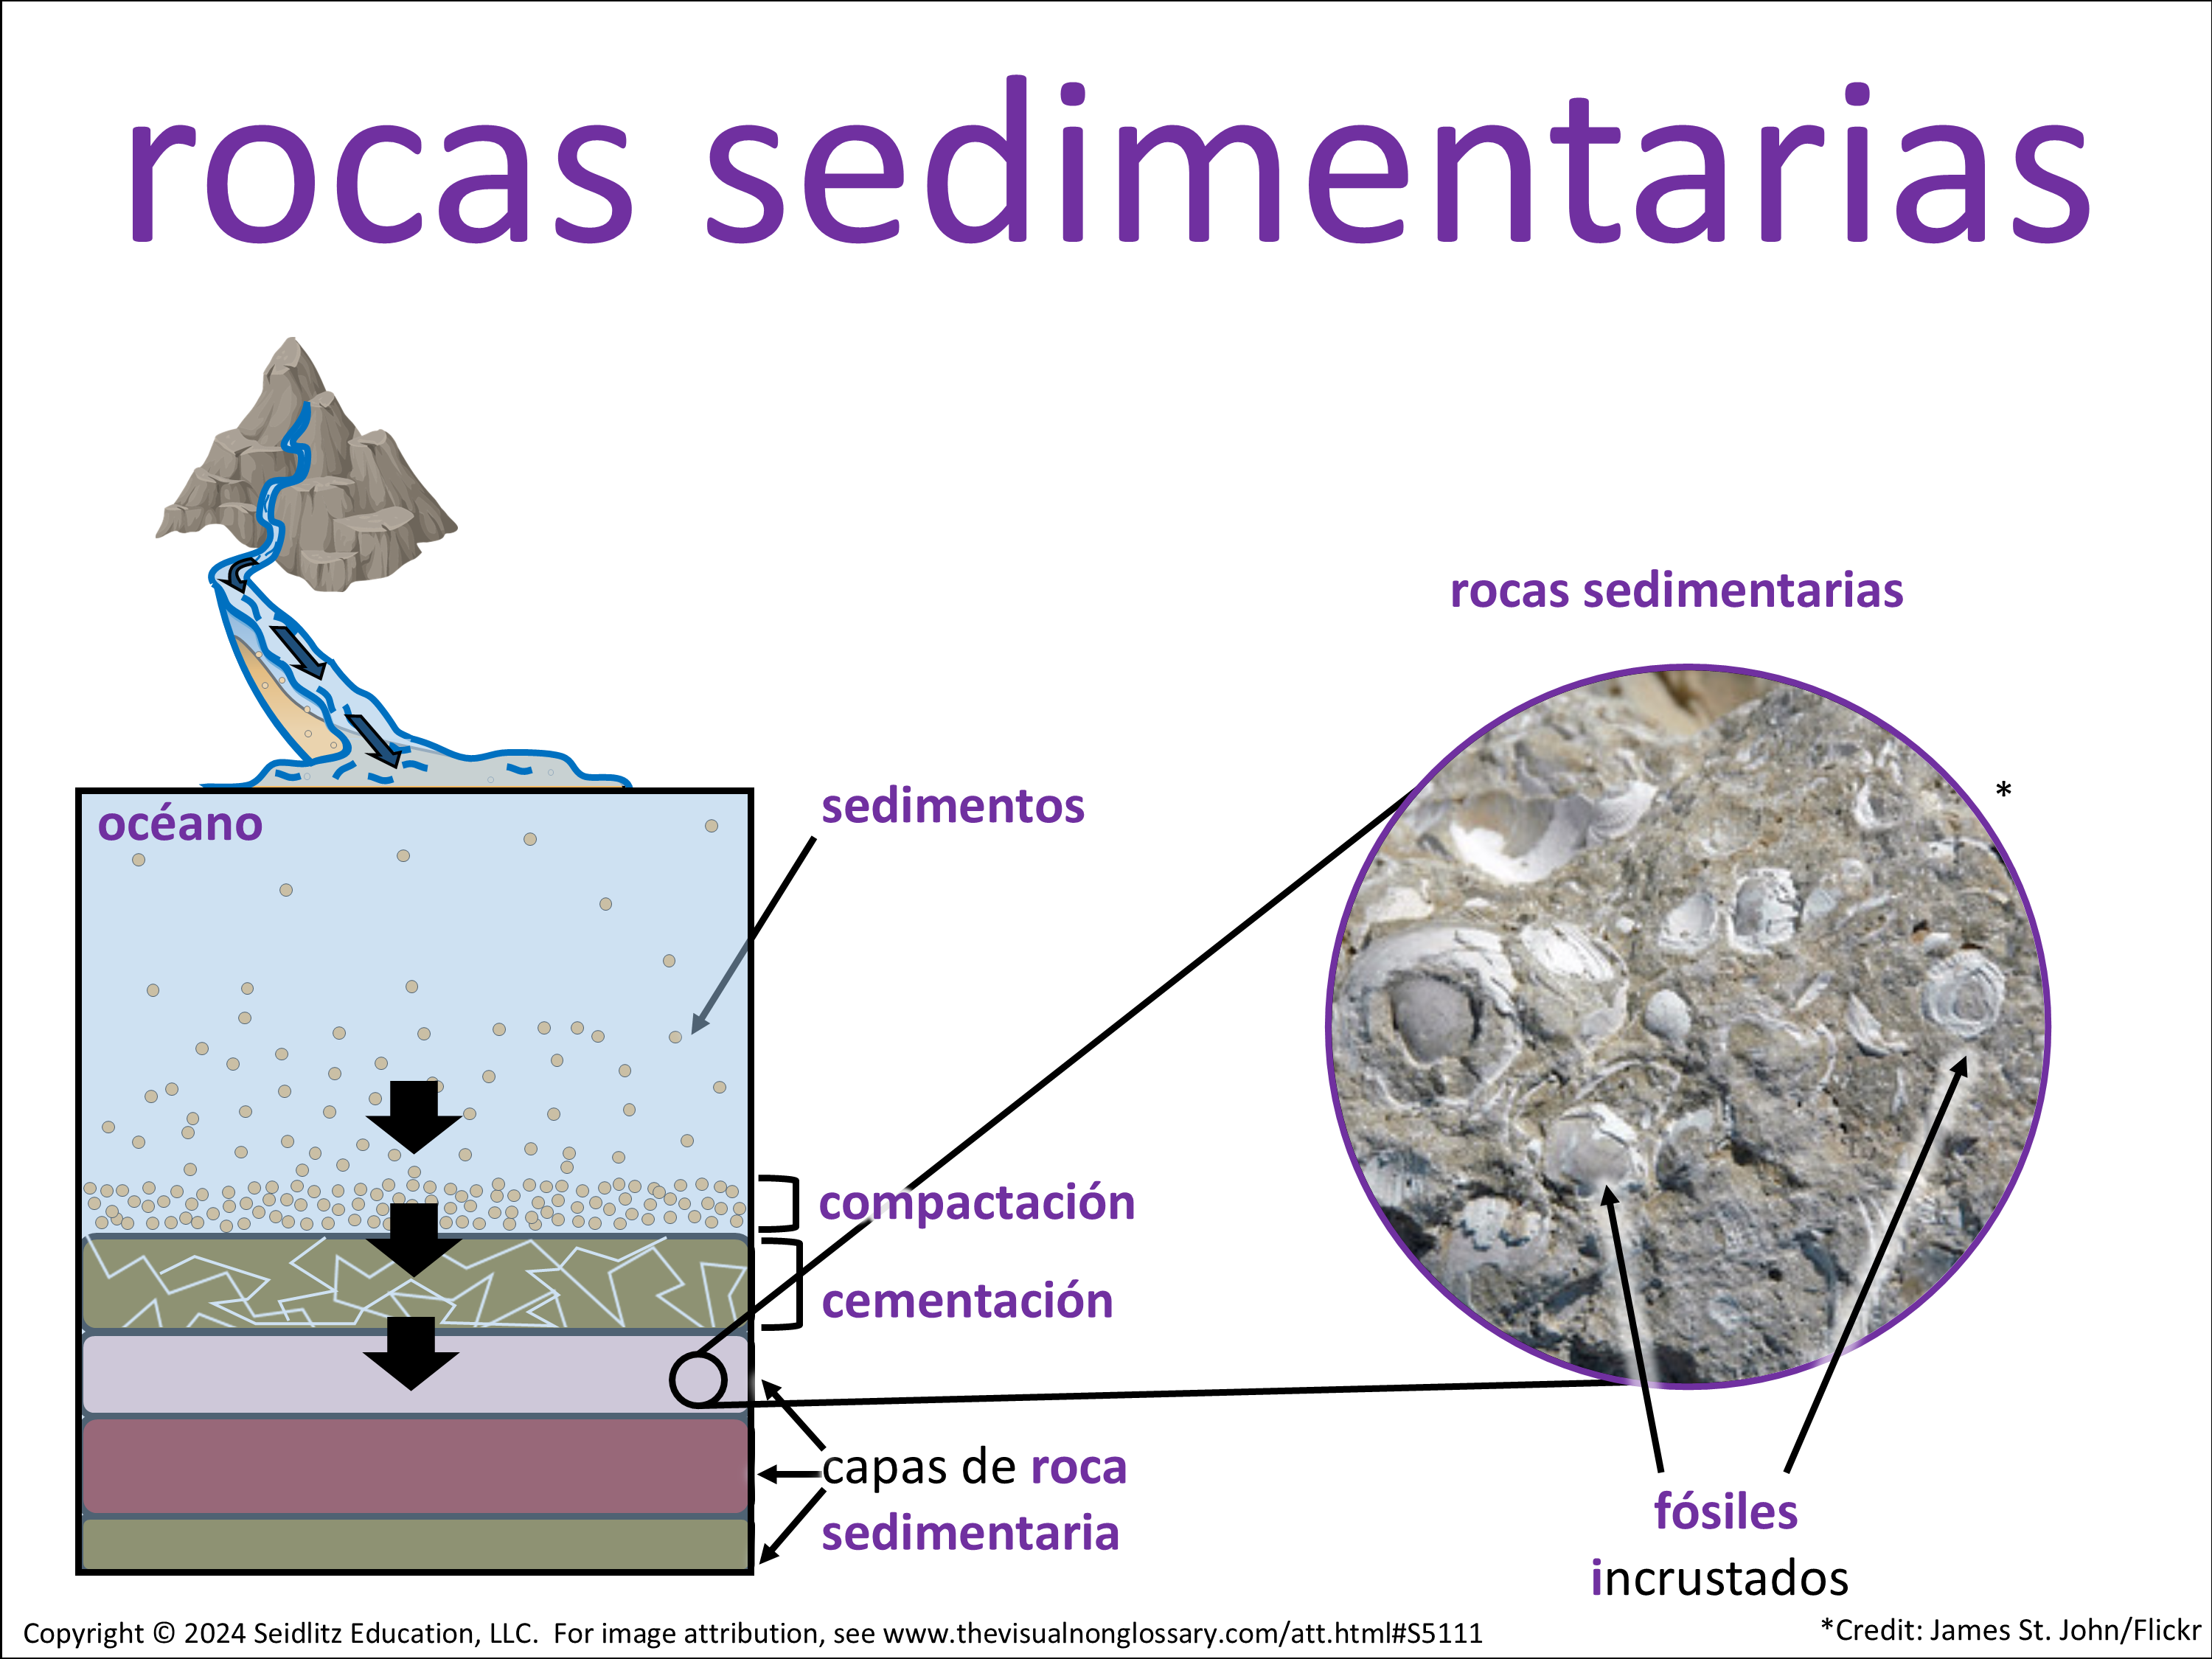 rocas sedimentarias
rocas sedimentarias
*
océano
sedimentos
compactación
cementación
capas de roca
sedimentaria
fósiles
incrustados
Copyright © 2024 Seidlitz Education, LLC.  For image attribution, see www.thevisualnonglossary.com/att.html#S5111
*Credit: James St. John/Flickr